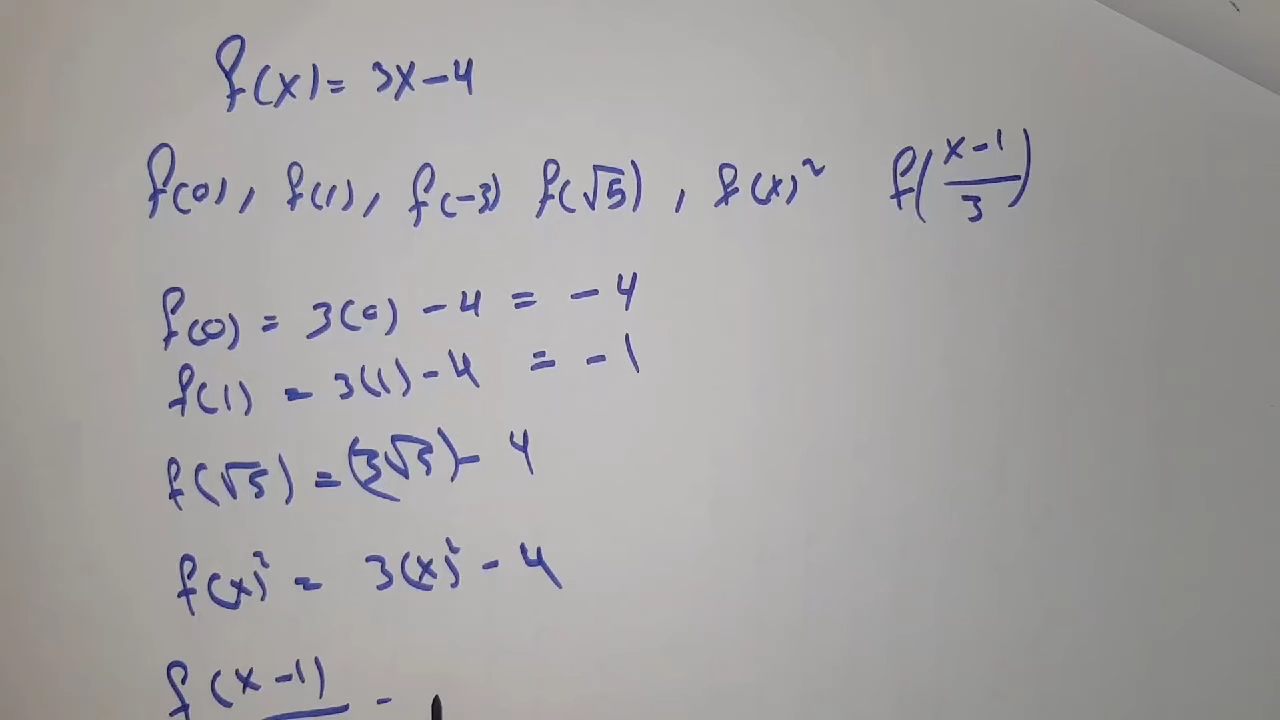 f(x) = 3x - 4
f(0), f(1), f(-3) f(√5), f(x)² f((x-1)/3)
f(0) = 3(0) - 4 = -4
f(1) = 3(1) - 4 = -1
f(√5) = (3√5) - 4
f(x)² = 3(x)² - 4
f(x-1) =